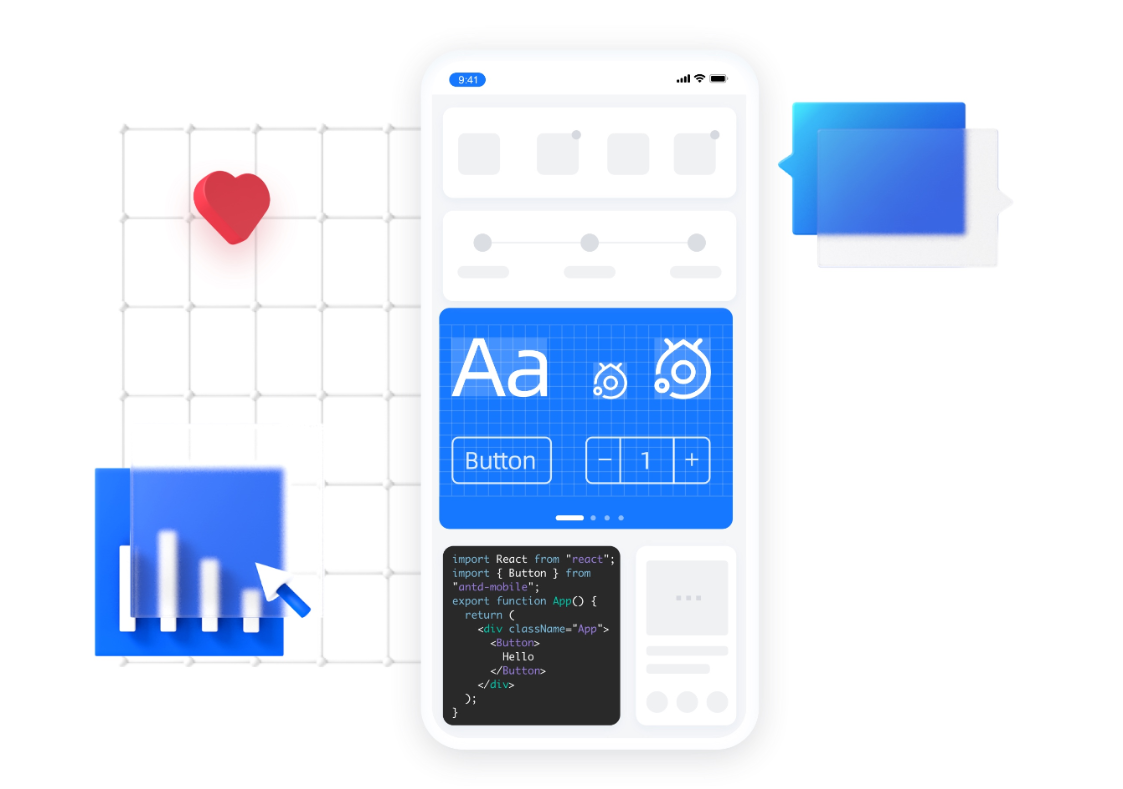 9:41
Aa
Button
− 1 +
import React from "react";
import { Button } from
"antd-mobile";
export function App() {
  return (
    <div className="App">
      <Button>
        Hello
      </Button>
    </div>
  );
}